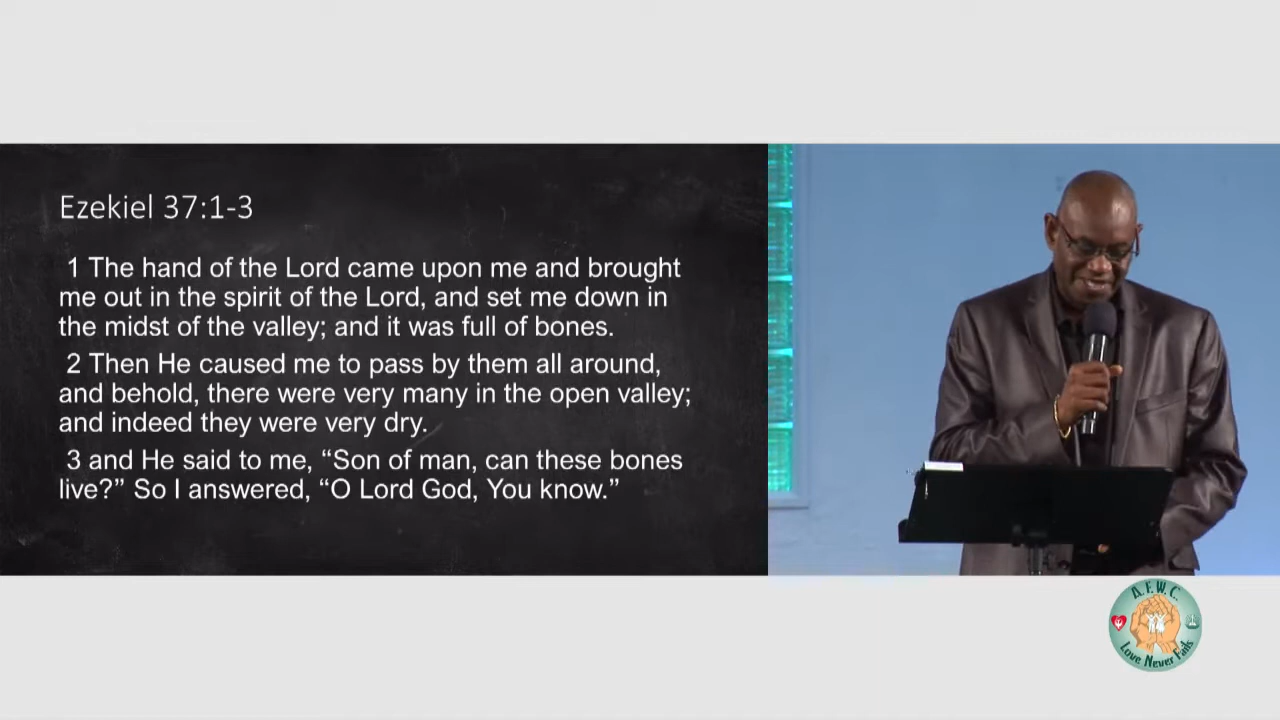 Ezekiel 37:1-3
1 The hand of the Lord came upon me and brought
me out in the spirit of the Lord, and set me down in
the midst of the valley; and it was full of bones.
2 Then He caused me to pass by them all around,
and behold, there were very many in the open valley;
and indeed they were very dry.
3 and He said to me, “Son of man, can these bones
live?” So I answered, “O Lord God, You know.”
A.F.W.C.
Love Never Fails